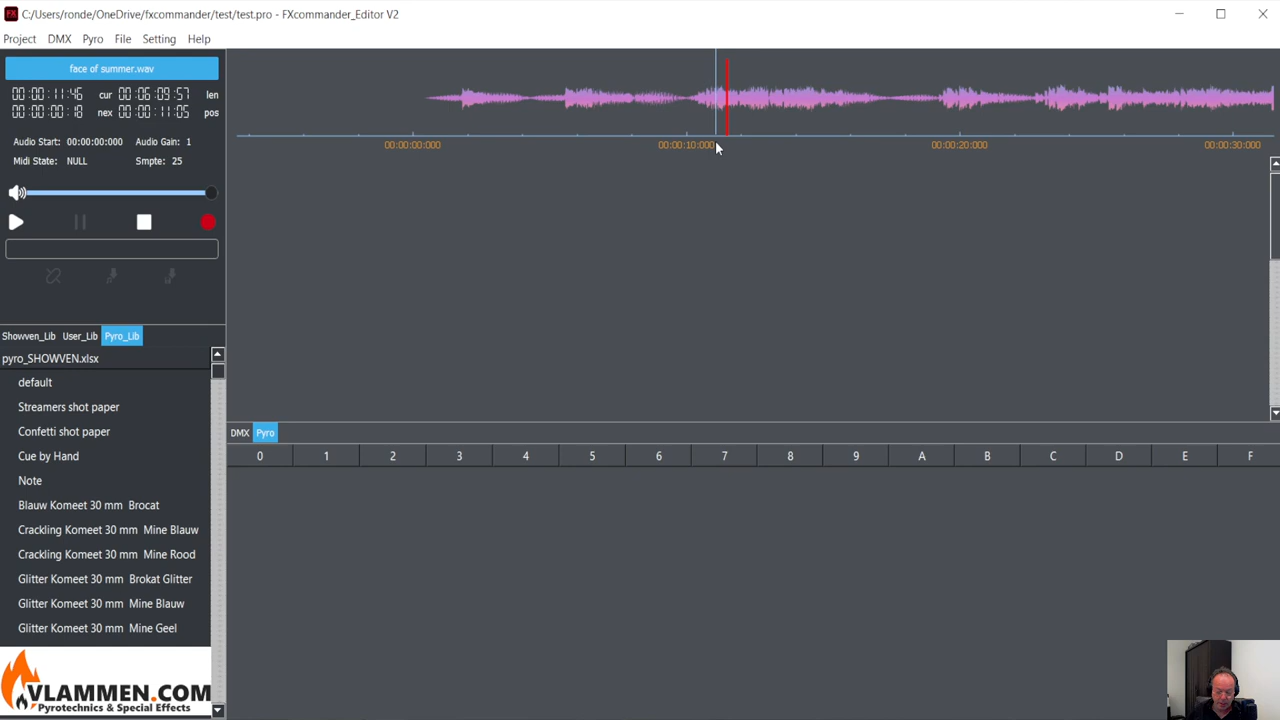 FX C:/Users/ronde/OneDrive/fxcommander/test/test.pro - FXcommander_Editor V2
Project DMX Pyro File Setting Help
face of summer.wav
00:00:11:46 cur 00:06:09:57 len
00:00:00:18 nex 00:00:11:05 pos
Audio Start: 00:00:00:000 Audio Gain: 1
Midi State: NULL Smpte: 25
00:00:00:000 00:00:10:000 00:00:20:000 00:00:30:000
Showven_Lib User_Lib Pyro_Lib
pyro_SHOWVEN.xlsx
default
Streamers shot paper
Confetti shot paper
Cue by Hand
Note
Blauw Komeet 30 mm Brocat
Crackling Komeet 30 mm Mine Blauw
Crackling Komeet 30 mm Mine Rood
Glitter Komeet 30 mm Brokat Glitter
Glitter Komeet 30 mm Mine Blauw
Glitter Komeet 30 mm Mine Geel
DMX Pyro
0 1 2 3 4 5 6 7 8 9 A B C D E F
VLAMMEN.COM
Pyrotechnics & Special Effects